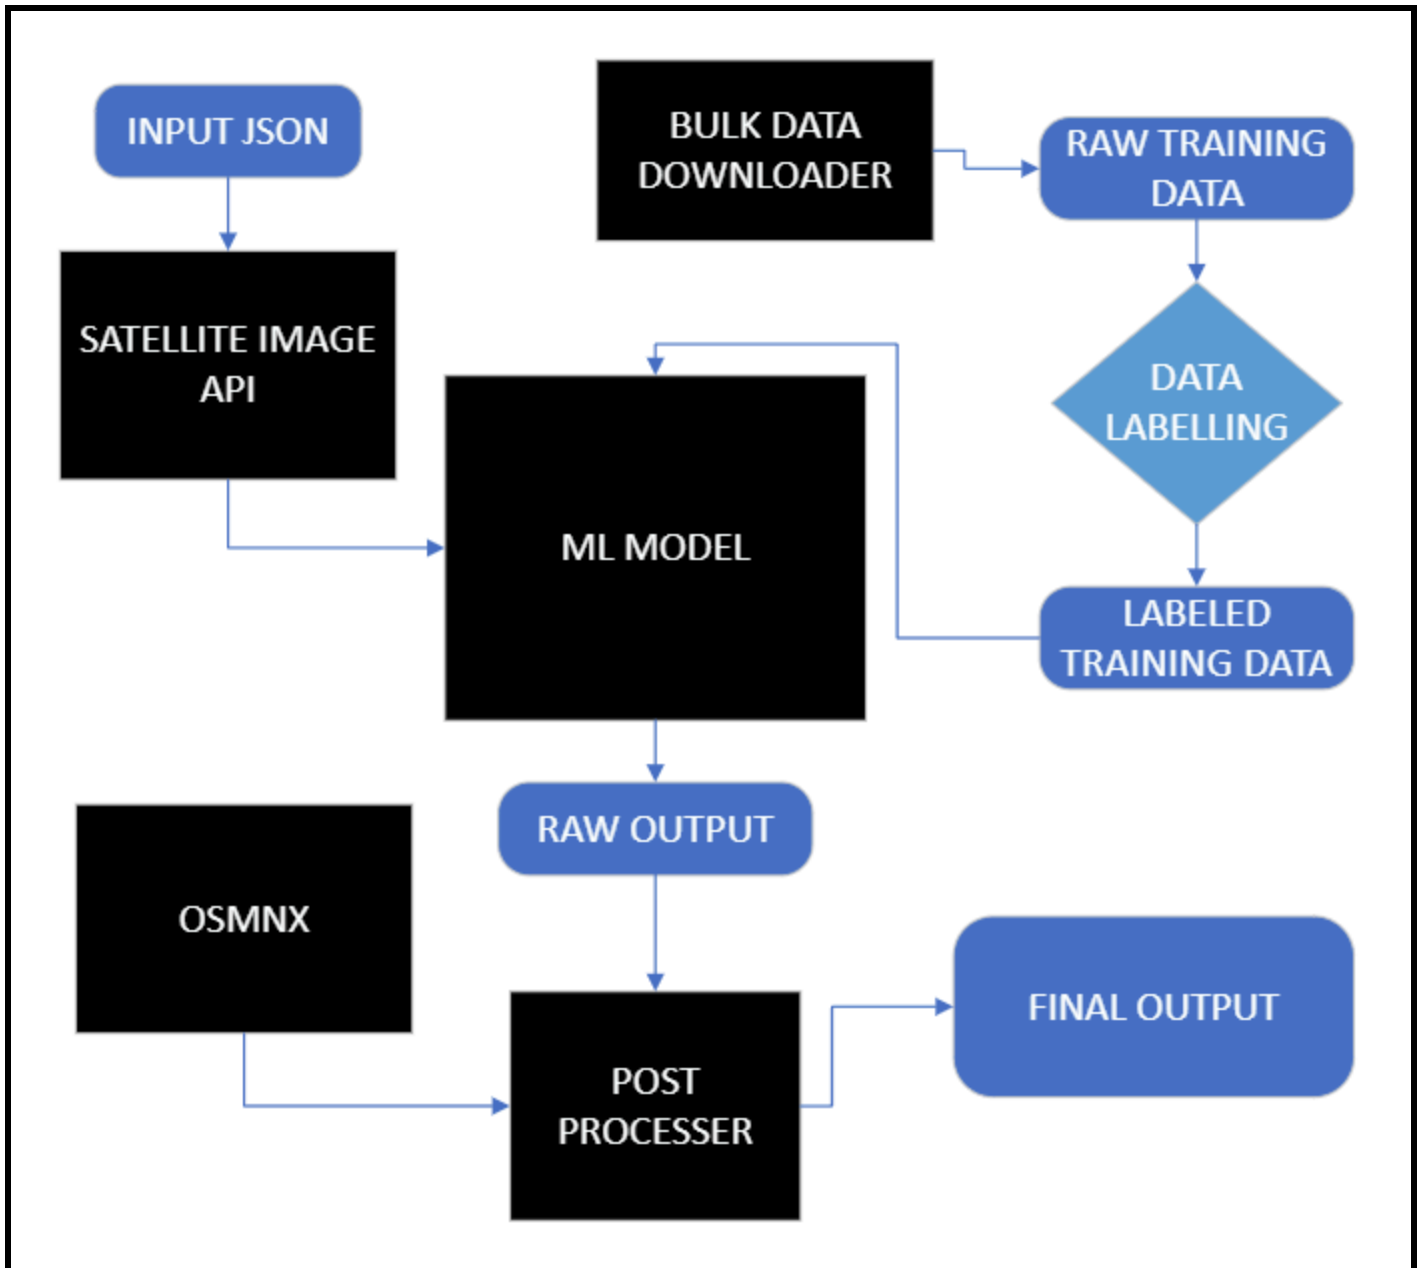 INPUT JSON
BULK DATA
DOWNLOADER
RAW TRAINING
DATA
SATELLITE IMAGE
API
DATA
LABELLING
ML MODEL
LABELED
TRAINING DATA
RAW OUTPUT
OSMNX
FINAL OUTPUT
POST
PROCESSER